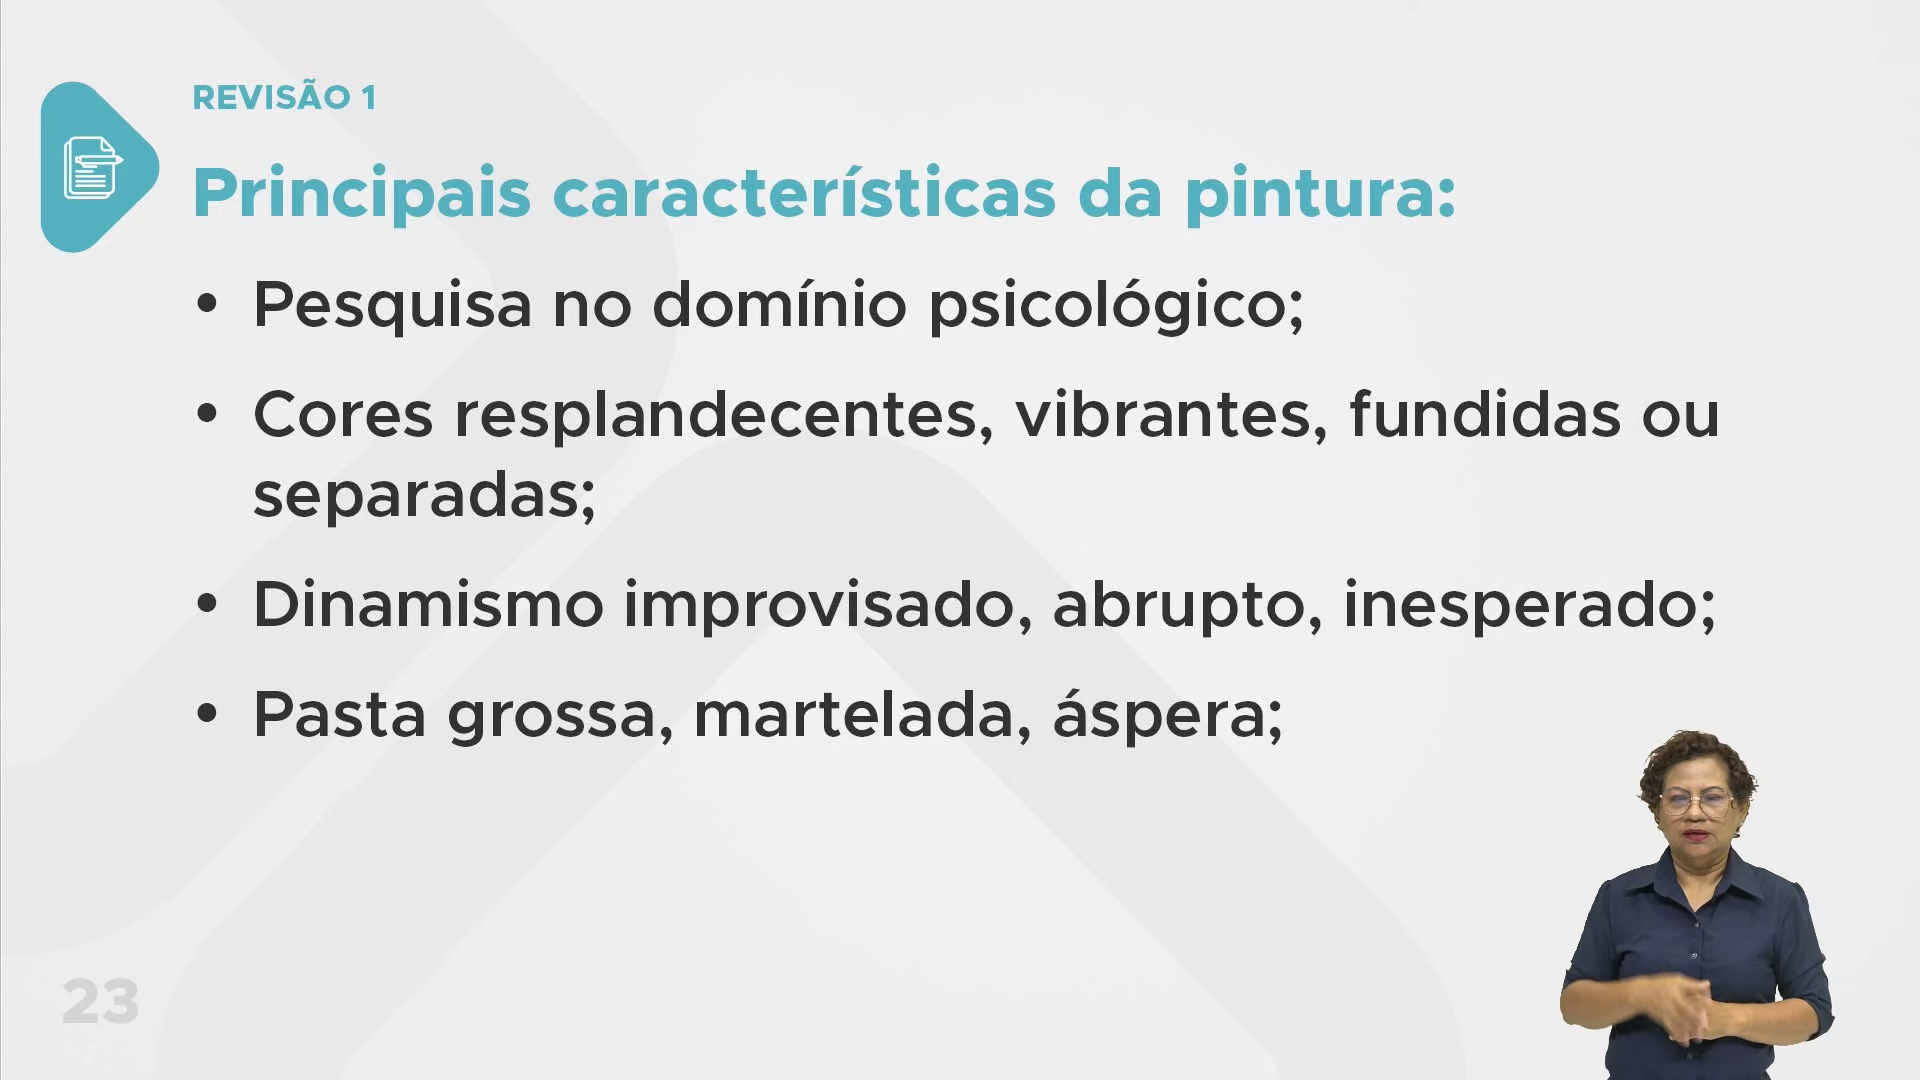 REVISÃO 1
Principais características da pintura:
• Pesquisa no domínio psicológico;
• Cores resplandecentes, vibrantes, fundidas ou
separadas;
• Dinamismo improvisado, abrupto, inesperado;
• Pasta grossa, martelada, áspera;
23